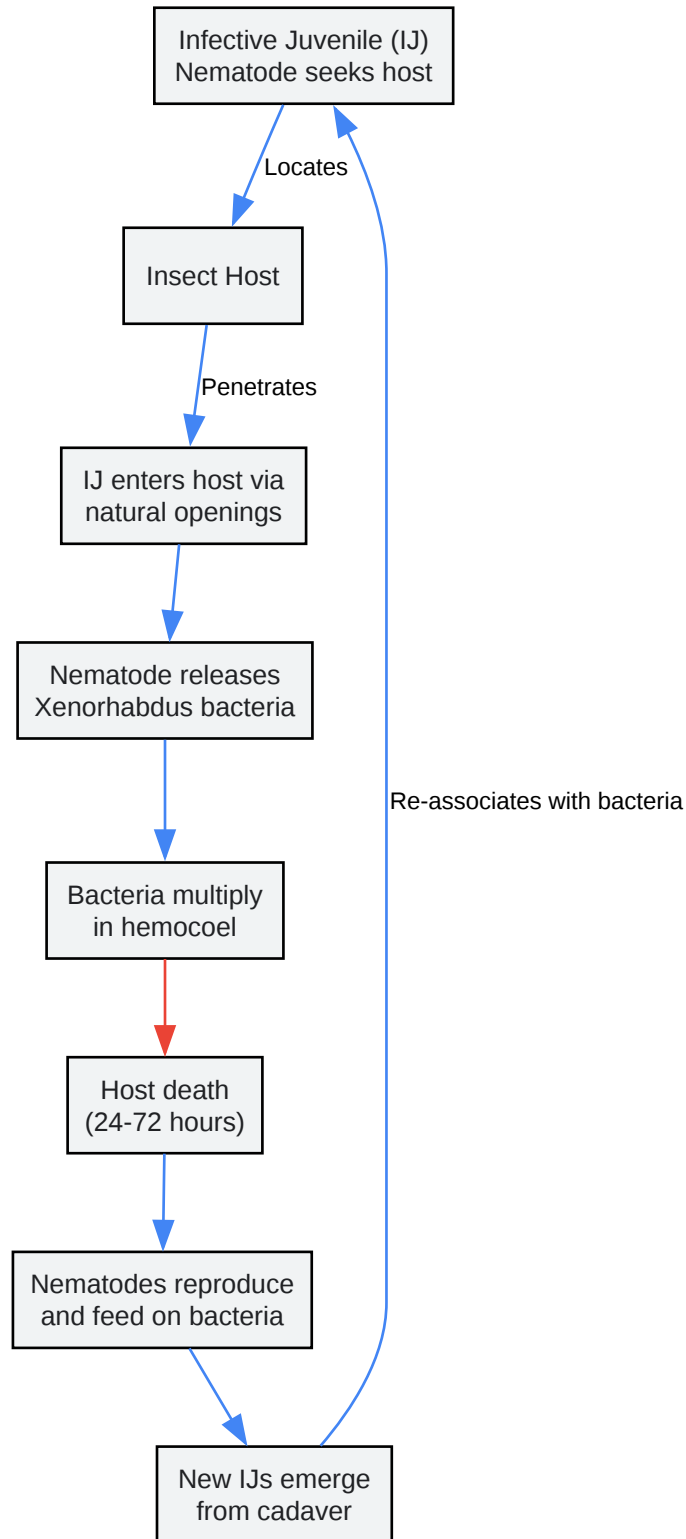 Infective Juvenile (IJ)
Nematode seeks host
Locates
Insect Host
Penetrates
IJ enters host via
natural openings
Nematode releases
Xenorhabdus bacteria
Re-associates with bacteria
Bacteria multiply
in hemocoel
Host death
(24-72 hours)
Nematodes reproduce
and feed on bacteria
New IJs emerge
from cadaver